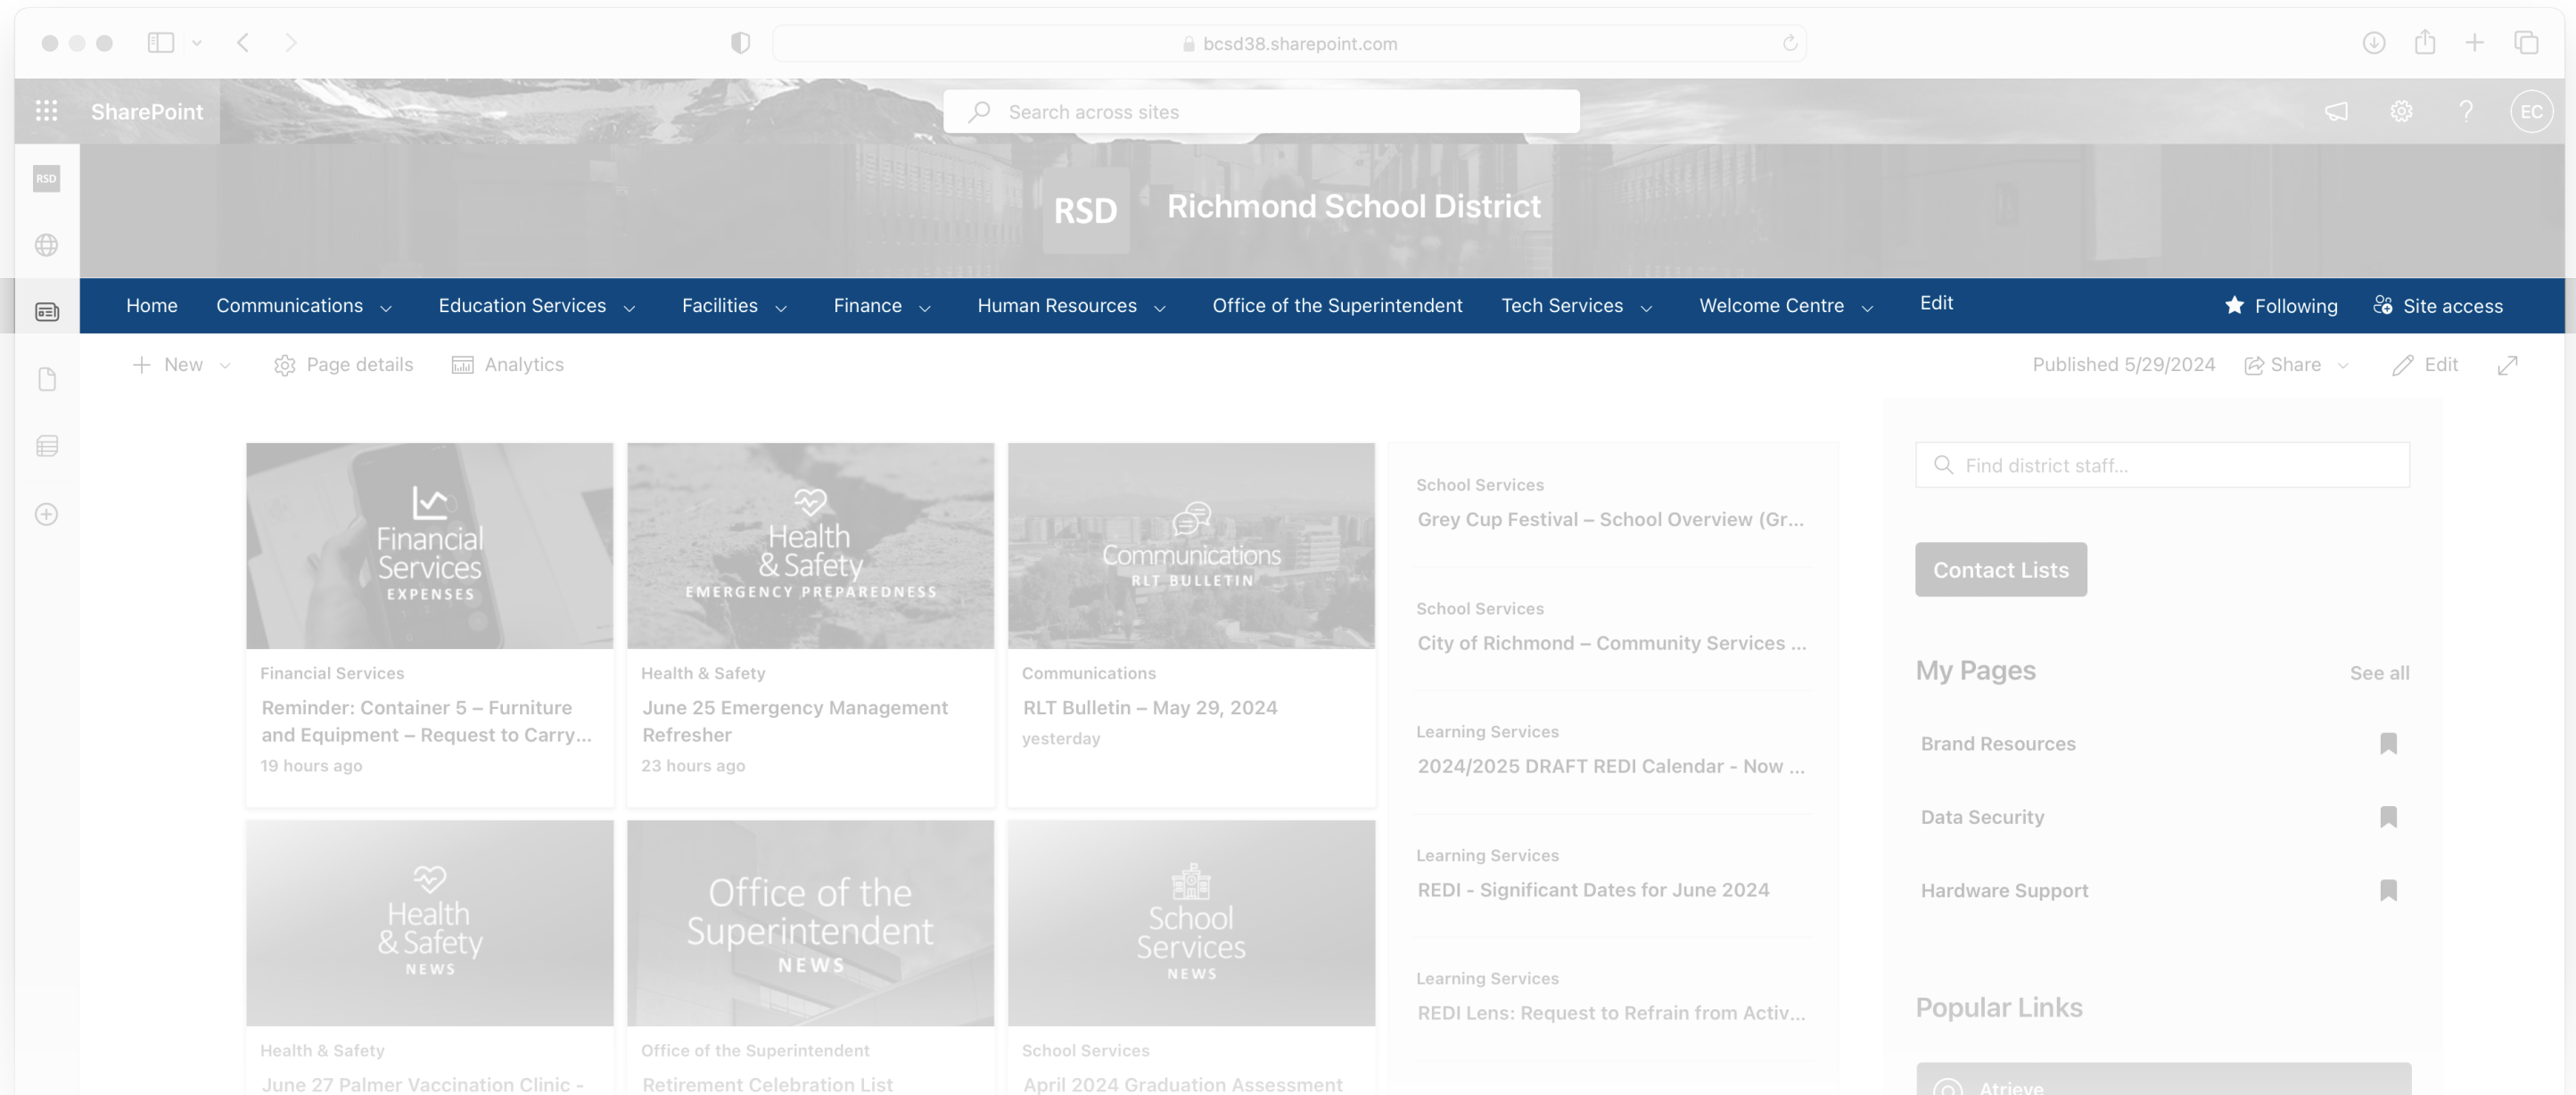 bcsd38.sharepoint.com
SharePoint
Search across sites
EC
RSD
RSD
Richmond School District
Home Communications Education Services Facilities Finance Human Resources Office of the Superintendent Tech Services Welcome Centre Edit Following Site access
New Page details Analytics
Published 5/29/2024 Share Edit
Financial
Services
EXPENSES
Financial Services
Reminder: Container 5 – Furniture
and Equipment – Request to Carry...
19 hours ago
Health
& Safety
EMERGENCY PREPAREDNESS
Health & Safety
June 25 Emergency Management
Refresher
23 hours ago
Communications
RLT BULLETIN
Communications
RLT Bulletin – May 29, 2024
yesterday
Health
& Safety
NEWS
Health & Safety
June 27 Palmer Vaccination Clinic -
Office of the
Superintendent
NEWS
Office of the Superintendent
Retirement Celebration List
School
Services
NEWS
School Services
April 2024 Graduation Assessment
School Services
Grey Cup Festival – School Overview (Gr...
School Services
City of Richmond – Community Services ...
Learning Services
2024/2025 DRAFT REDI Calendar - Now ...
Learning Services
REDI - Significant Dates for June 2024
Learning Services
REDI Lens: Request to Refrain from Activ...
Find district staff...
Contact Lists
My Pages See all
Brand Resources
Data Security
Hardware Support
Popular Links
Atrieve